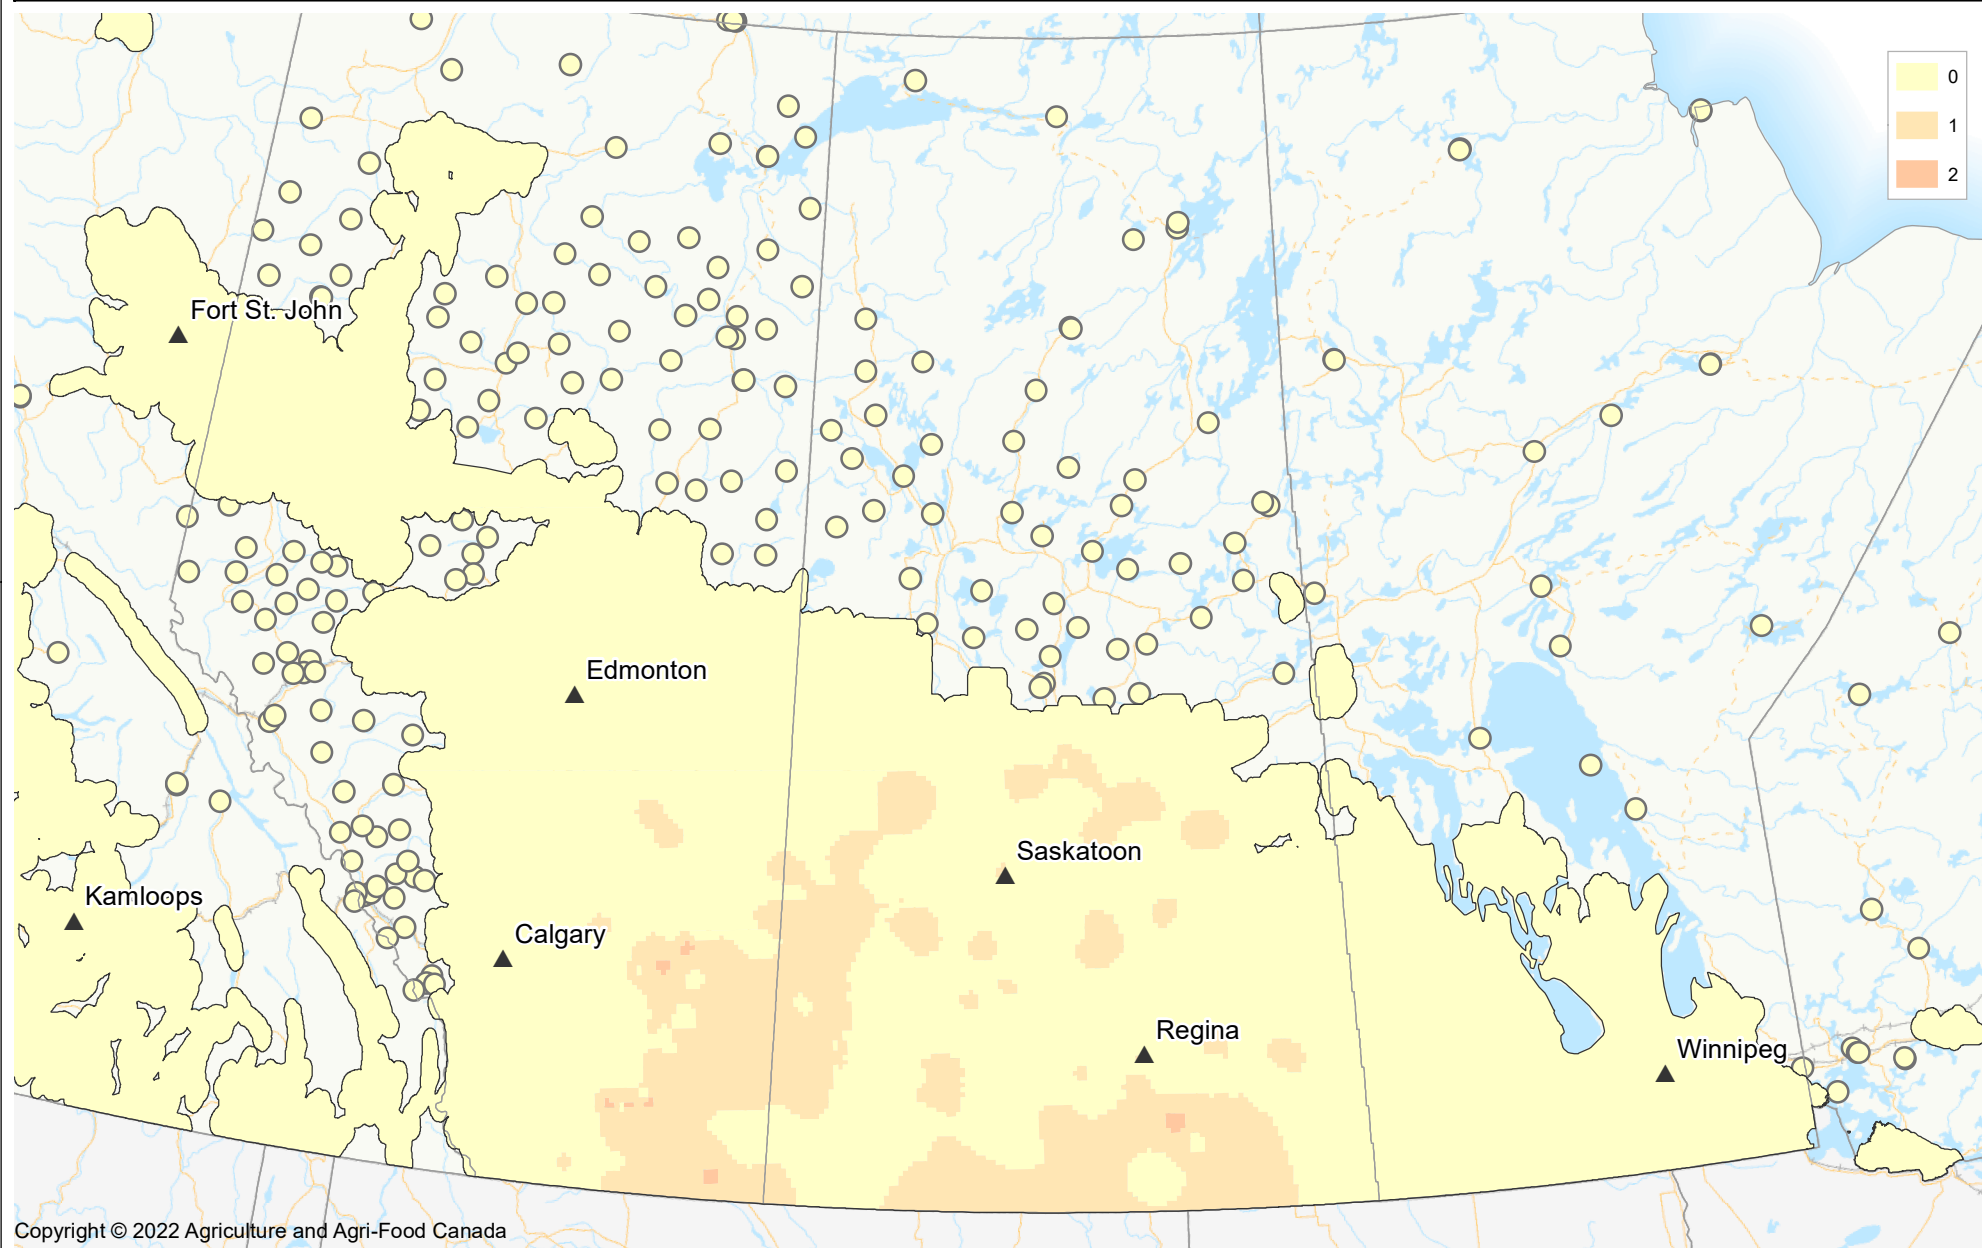 0
1
2
Fort St. John
Edmonton
Saskatoon
Kamloops
Calgary
Regina
Winnipeg
Copyright © 2022 Agriculture and Agri-Food Canada